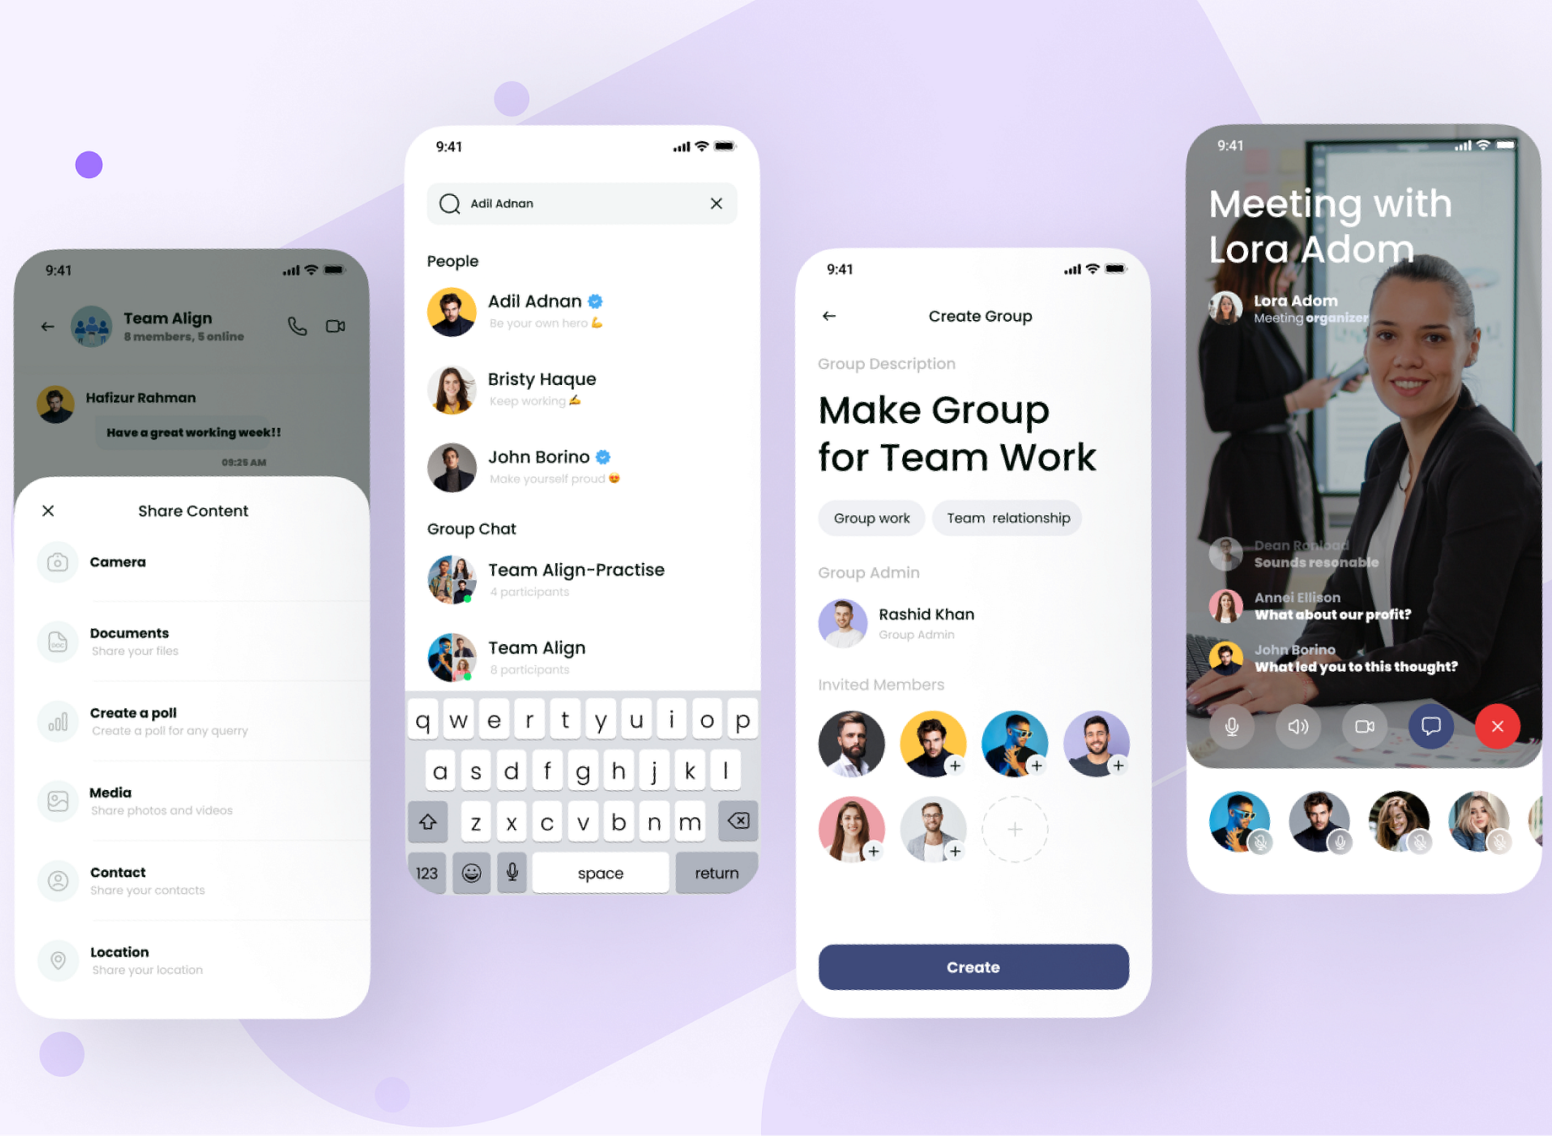 9:41
Team Align
8 members, 5 online
Hafizur Rahman
Have a great working week!!
09:25 AM
Share Content
Camera
Documents
Share your files
DOC
Create a poll
Create a poll for any querry
Media
Share photos and videos
Contact
Share your contacts
Location
Share your location
9:41
Adil Adnan
People
Adil Adnan
Be your own hero 💪
Bristy Haque
Keep working ✍️
John Borino
Make yourself proud 😍
Group Chat
Team Align-Practise
4 participants
Team Align
8 participants
q w e r t y u i o p
a s d f g h j k l
z x c v b n m
123 space return
9:41
Create Group
Group Description
Make Group
for Team Work
Group work Team relationship
Group Admin
Rashid Khan
Group Admin
Invited Members
Create
9:41
Meeting with
Lora Adom
Lora Adom
Meeting organizer
Dean Ronload
Sounds resonable
Annei Ellison
What about our profit?
John Borino
What led you to this thought?